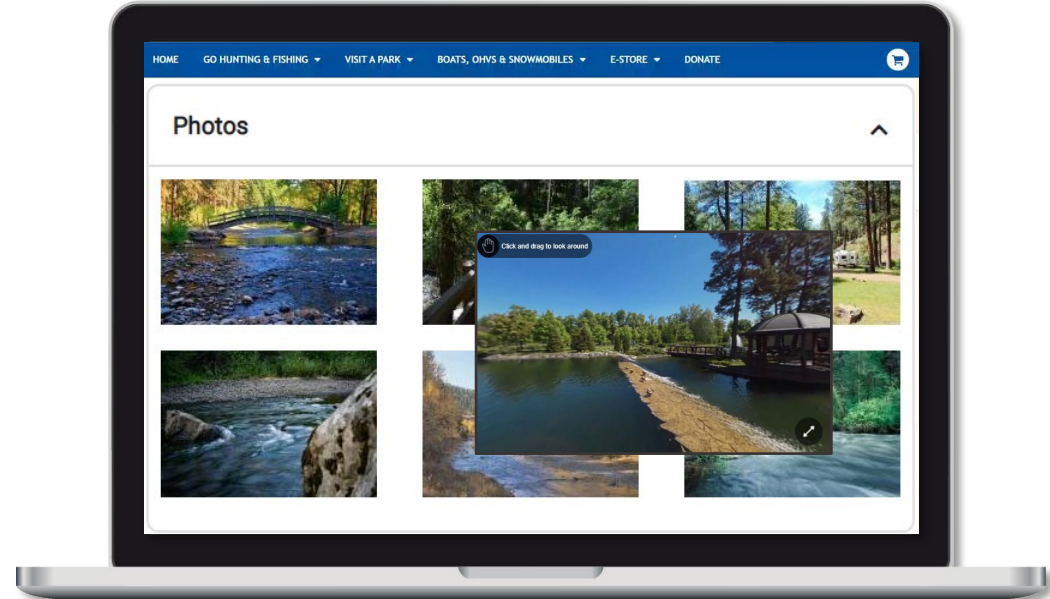 HOME GO HUNTING & FISHING VISIT A PARK BOATS, OHVS & SNOWMOBILES E-STORE DONATE
Photos
Click and drag to look around